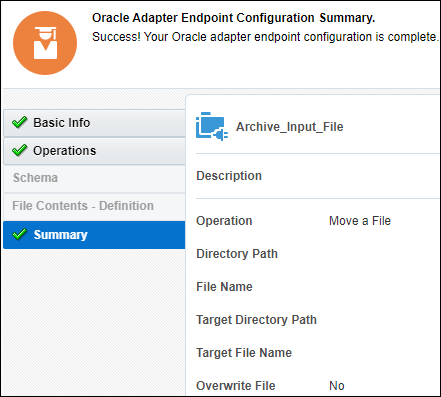 Oracle Adapter Endpoint Configuration Summary.
Success! Your Oracle adapter endpoint configuration is complete.
Basic Info
Operations
Schema
File Contents - Definition
Summary
Archive_Input_File
Description
Operation Move a File
Directory Path
File Name
Target Directory Path
Target File Name
Overwrite File No